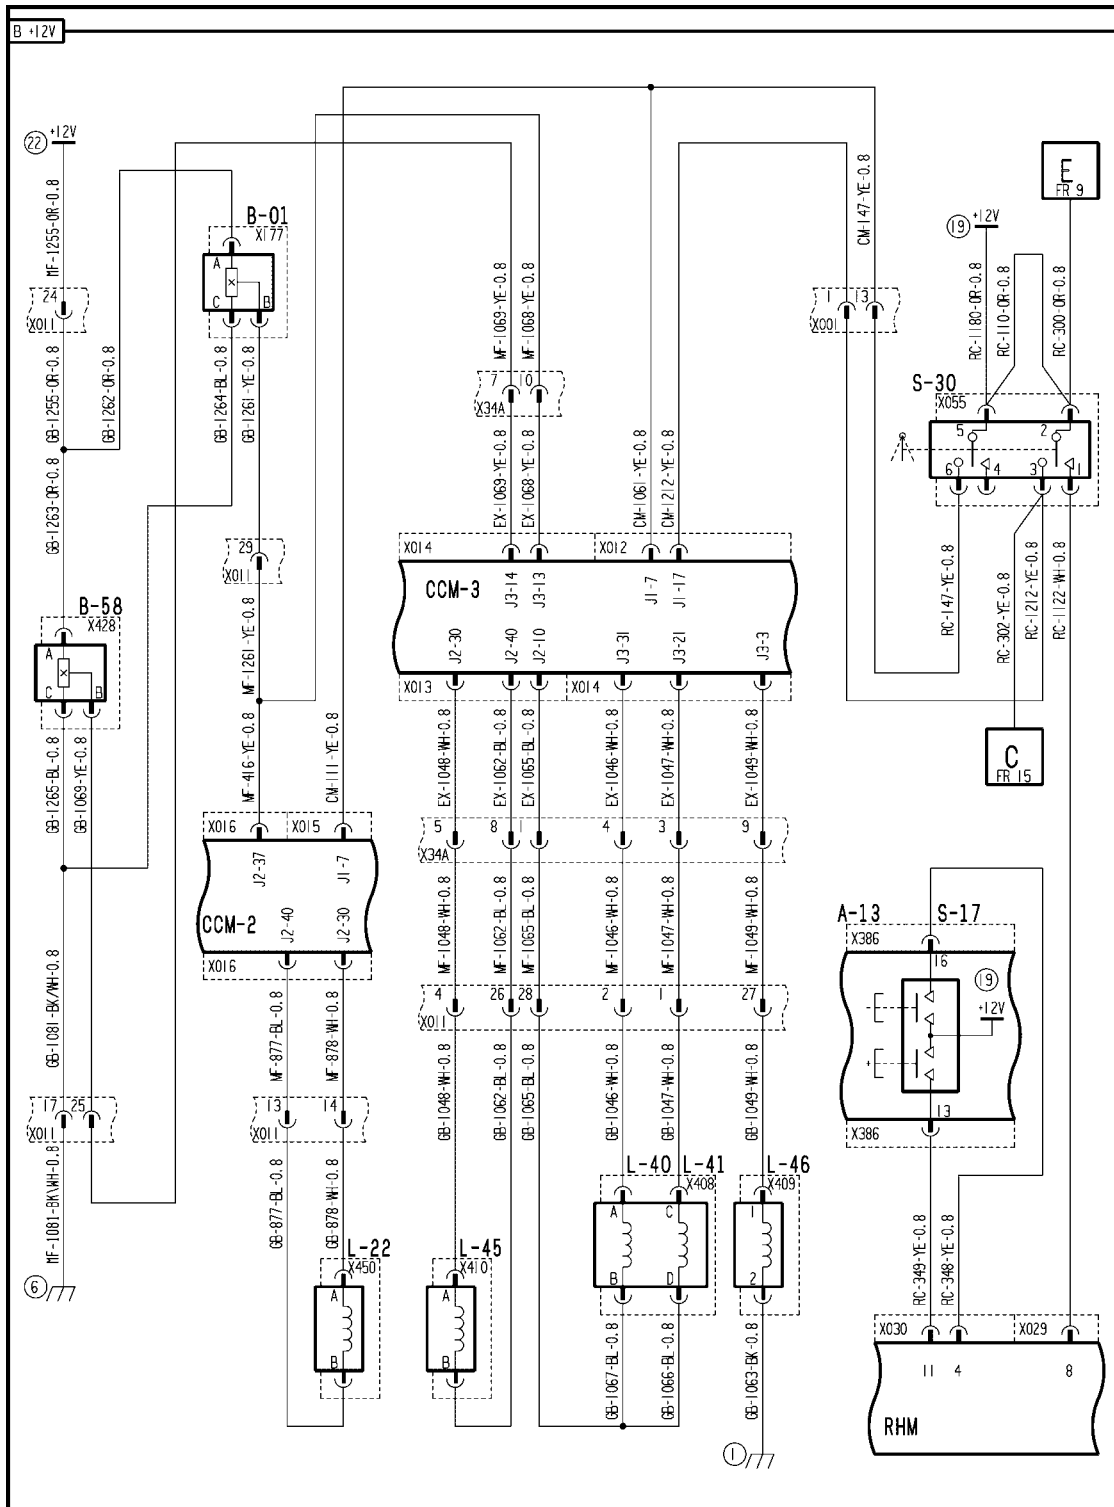 B +12V
22
+12V
E
FR 9
MF-1255-OR-0.8
B-01
X177
A
C
B
CM-147-YE-0.8
19
+12V
24
X011
MF-1069-YE-0.8
MF-1068-YE-0.8
1
13
X001
RC-1180-OR-0.8
RC-110-OR-0.8
RC-300-OR-0.8
GB-1255-OR-0.8
GB-1262-OR-0.8
GB-1264-BL-0.8
GB-1261-YE-0.8
7
10
X34A
S-30
X055
5
2
6
4
3
1
GB-1263-OR-0.8
EX-1069-YE-0.8
EX-1068-YE-0.8
CM-1061-YE-0.8
CM-1212-YE-0.8
29
X011
X014
X012
CCM-3
J3-14
J3-13
J1-7
J1-17
J2-30
J2-40
J2-10
J3-31
J3-21
J3-3
X013
X014
RC-147-YE-0.8
RC-302-YE-0.8
RC-1212-YE-0.8
RC-1122-WH-0.8
B-58
X428
A
C
B
MF-1261-YE-0.8
C
FR 15
GB-1265-BL-0.8
GB-1069-YE-0.8
MF-416-YE-0.8
CM-111-YE-0.8
EX-1048-WH-0.8
EX-1062-BL-0.8
EX-1065-BL-0.8
EX-1046-WH-0.8
EX-1047-WH-0.8
EX-1049-WH-0.8
X016
X015
J2-37
J1-7
CCM-2
J2-40
J2-30
X016
5
8
1
4
3
9
X34A
MF-1048-WH-0.8
MF-1062-BL-0.8
MF-1065-BL-0.8
MF-1046-WH-0.8
MF-1047-WH-0.8
MF-1049-WH-0.8
A-13
S-17
X386
16
19
+12V
+
13
X386
GB-1081-BK/WH-0.8
MF-877-BL-0.8
MF-878-WH-0.8
4
26
28
2
1
27
X011
GB-1048-WH-0.8
GB-1062-BL-0.8
GB-1065-BL-0.8
GB-1046-WH-0.8
GB-1047-WH-0.8
GB-1049-WH-0.8
17
25
X011
13
14
X011
MF-1081-BK\WH-0.8
GB-877-BL-0.8
GB-878-WH-0.8
L-40
L-41
X408
A
C
B
D
L-46
X409
1
2
RC-349-YE-0.8
RC-348-YE-0.8
6
L-22
X450
A
B
L-45
X410
A
B
GB-1067-BL-0.8
GB-1066-BL-0.8
GB-1063-BK-0.8
X030
X029
11
4
8
RHM
1